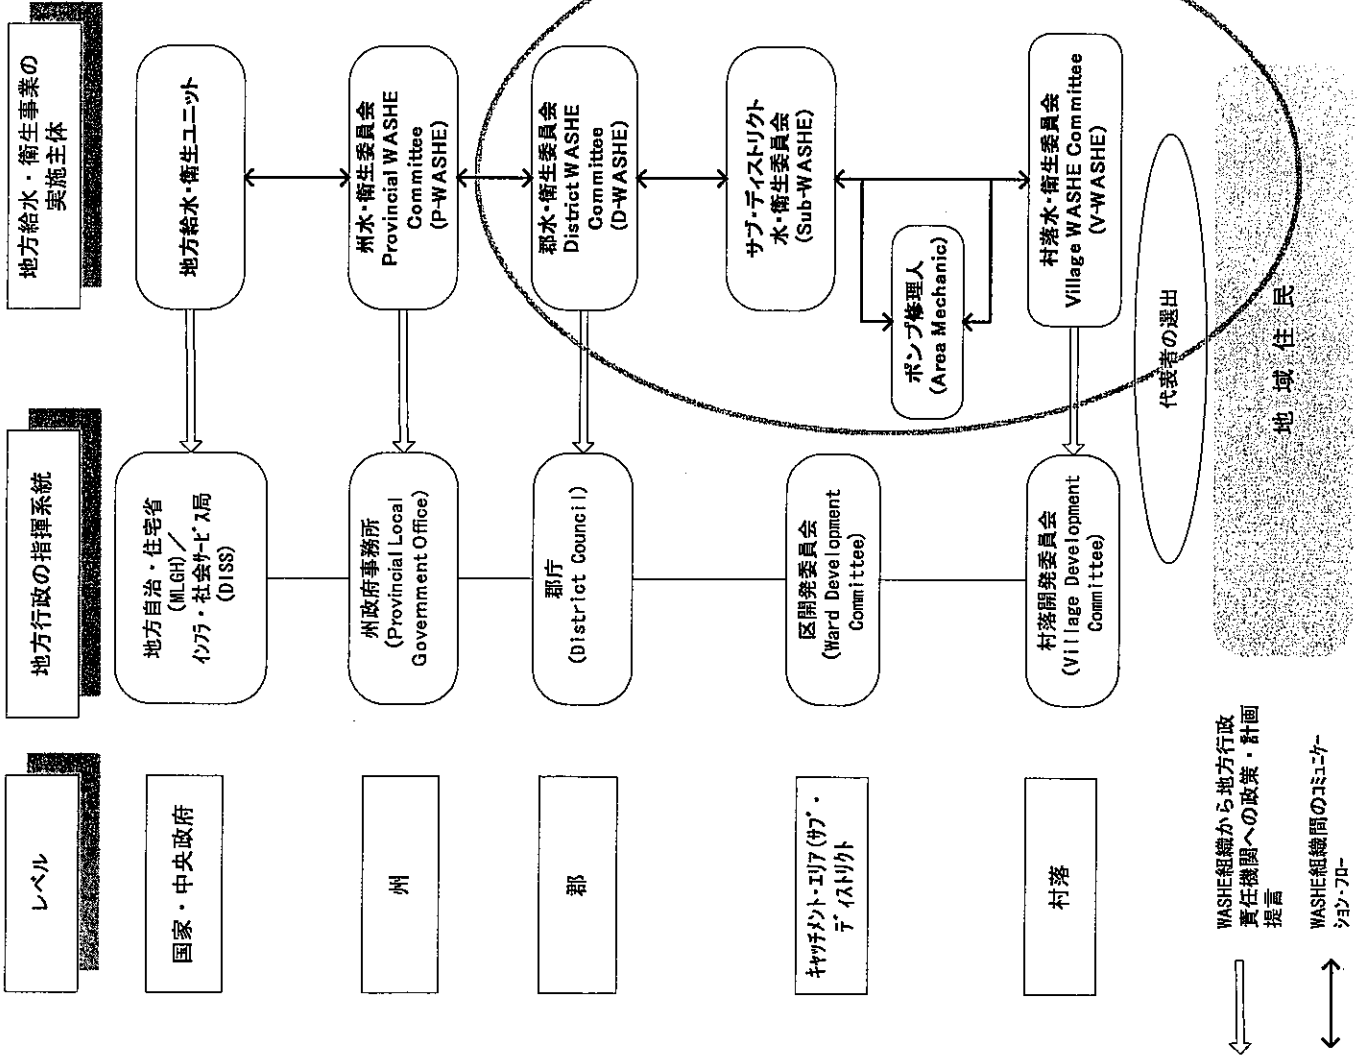 レベル
地方行政の指揮系統
地方給水・衛生事業の
実施主体
国家・中央政府
地方自治・住宅省
(MLGH)／
インフラ・社会サービス局
(DISS)
地方給水・衛生ユニット
州
州政府事務所
(Provincial Local
Government Office)
州水・衛生委員会
Provincial WASHE
Committee
(P-WASHE)
郡
郡庁
(District Council)
郡水・衛生委員会
District WASHE
Committee
(D-WASHE)
キャッチメント・エリア(サブ・
ディストリクト
区開発委員会
(Ward Development
Committee)
サブ・ディストリクト
水・衛生委員会
(Sub-WASHE)
ポンプ修理人
(Area Mechanic)
村落
村落開発委員会
(Village Development
Committee)
村落水・衛生委員会
Village WASHE Committee
(V-WASHE)
代表者の選出
地域住民
WASHE組織から地方行政
責任機関への政策・計画
提言
WASHE組織間のコミュニケー
ション・フロー